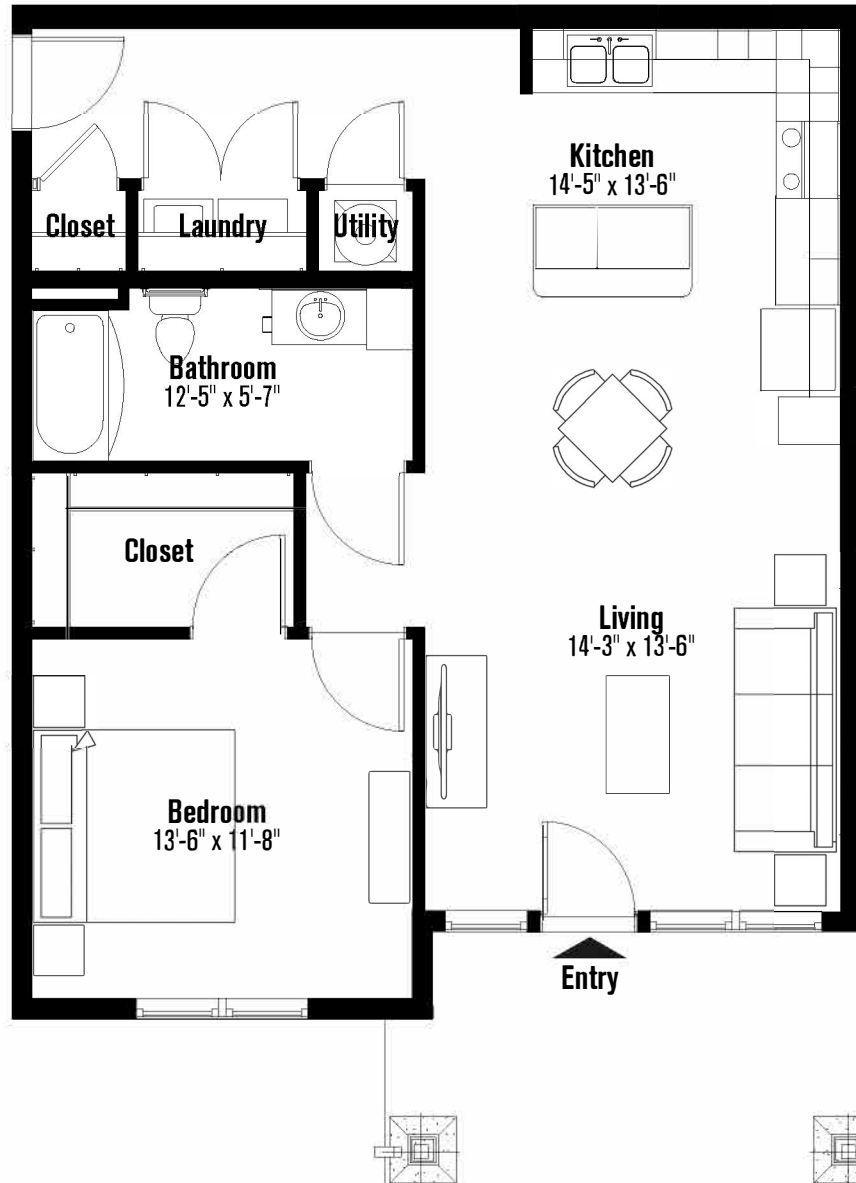 Kitchen
14'-5" x 13'-6"
Closet
Laundry
Utility
Bathroom
12'-5" x 5'-7"
Closet
Living
14'-3" x 13'-6"
Bedroom
13'-6" x 11'-8"
Entry